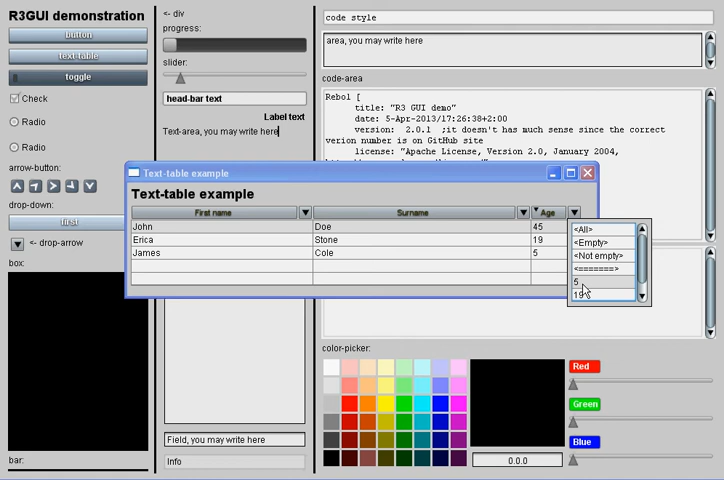 R3GUI demonstration
button
text-table
toggle
Check
Radio
Radio
arrow-button:
drop-down:
first
<- drop-arrow
box:
bar:
<- div
progress:
slider:
head-bar text
Label text
Text-area, you may write here
Field, you may write here
Info
code style
area, you may write here
code-area
Rebol [
title: "R3 GUI demo"
date: 5-Apr-2013/17:26:38+2:00
version: 2.0.1 ;it doesn't has much sense since the correct
verion number is on GitHub site
license: "Apache License, Version 2.0, January 2004,
Text-table example
Text-table example
First name Surname Age
John Doe 45
Erica Stone 19
James Cole 5
<All>
<Empty>
<Not empty>
<=======>
5
19
color-picker:
Red
Green
Blue
0.0.0